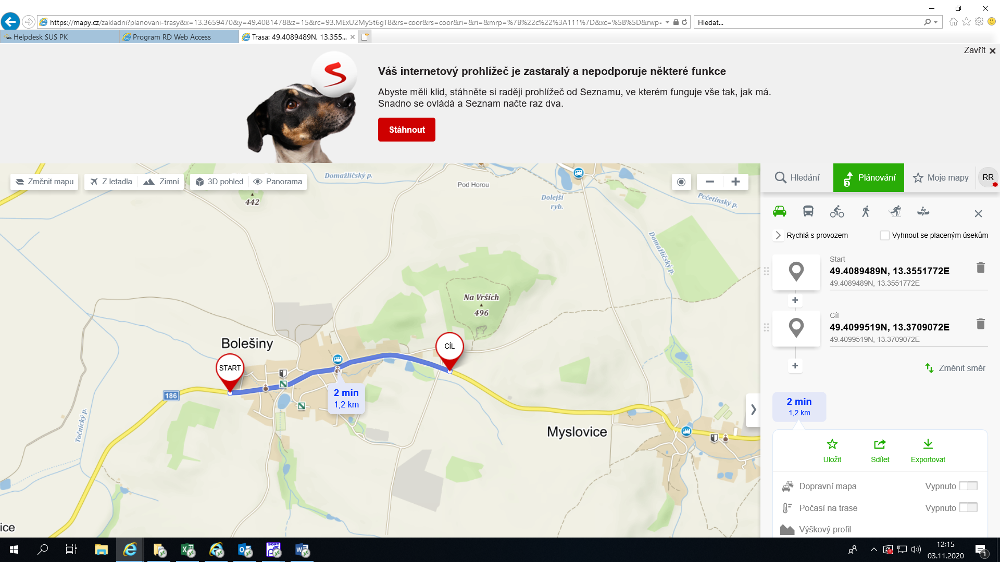 https://mapy.cz/zakladni?planovani-trasy&x=13.3659470&y=49.4081478&z=15&rc=93.MExU2My5t6gT8&rs=coor&rs=coor&ri=&ri=&mrp=%7B%22c%22%3A111%7D&xc=%5B%5D&rwp=
Hledat...
Helpdesk SUS PK
Program RD Web Access
Trasa: 49.4089489N, 13.355...
Zavřít
Váš internetový prohlížeč je zastaralý a nepodporuje některé funkce
Abyste měli klid, stáhněte si raději prohlížeč od Seznamu, ve kterém funguje vše tak, jak má.
Snadno se ovládá a Seznam načte raz dva.
Stáhnout
Změnit mapu
Z letadla
Zimní
3D pohled
Panorama
Domažličský p.
Pod Horou
Dolejší
ryb.
Pečetínský p.
442
Domažličský p.
Na Vrších
496
Bolešiny
START
CÍL
186
2 min
1,2 km
Točnický p.
Myslovice
ice
Hledání
2
Plánování
Moje mapy
RR
Rychlá s provozem
Vyhnout se placeným úsekům
Start
49.4089489N, 13.3551772E
49.4089489N, 13.3551772E
Cíl
49.4099519N, 13.3709072E
49.4099519N, 13.3709072E
Změnit směr
2 min
1,2 km
Uložit
Sdílet
Exportovat
Dopravní mapa
Vypnuto
Počasí na trase
Vypnuto
Výškový profil
SOFT
12:15
03.11.2020
1